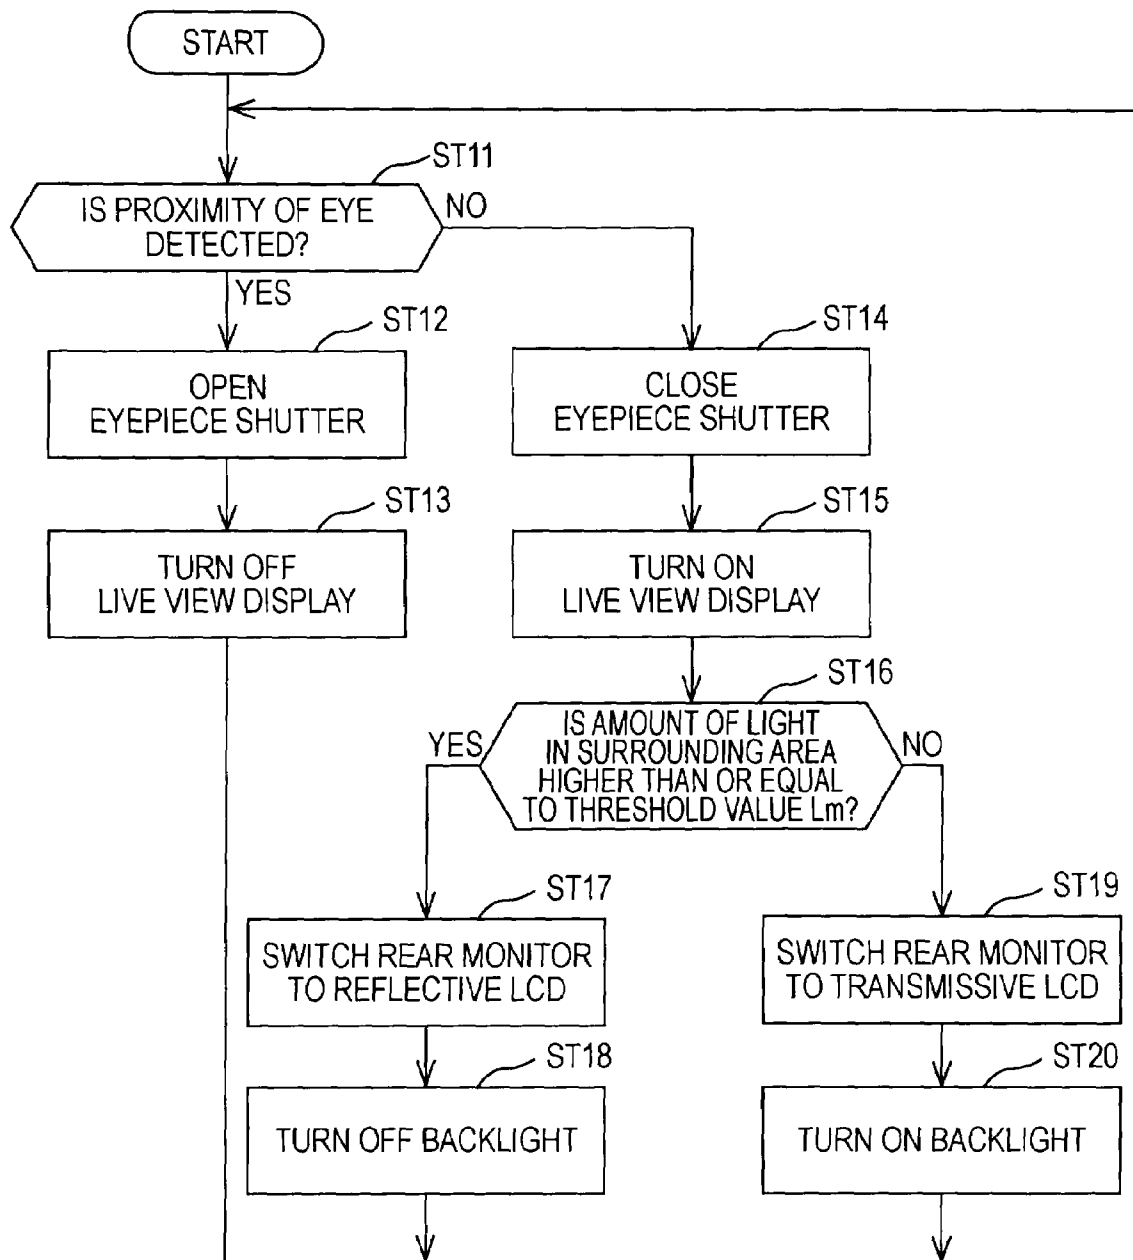 START
ST11
IS PROXIMITY OF EYE
DETECTED?
NO
YES
ST12
OPEN
EYEPIECE SHUTTER
ST14
CLOSE
EYEPIECE SHUTTER
ST13
TURN OFF
LIVE VIEW DISPLAY
ST15
TURN ON
LIVE VIEW DISPLAY
ST16
IS AMOUNT OF LIGHT
IN SURROUNDING AREA
HIGHER THAN OR EQUAL
TO THRESHOLD VALUE Lm?
YES
NO
ST17
SWITCH REAR MONITOR
TO REFLECTIVE LCD
ST19
SWITCH REAR MONITOR
TO TRANSMISSIVE LCD
ST18
TURN OFF BACKLIGHT
ST20
TURN ON BACKLIGHT